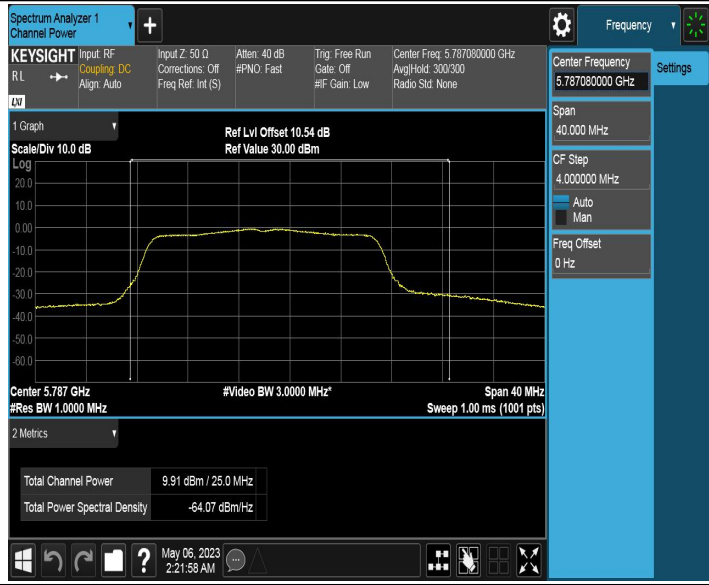 Spectrum Analyzer 1
Channel Power
Frequency
KEYSIGHT
RL
LXI
Input: RF
Coupling: DC
Align: Auto
Input Z: 50 Ω
Corrections: Off
Freq Ref: Int (S)
Atten: 40 dB
#PNO: Fast
Trig: Free Run
Gate: Off
#IF Gain: Low
Center Freq: 5.787080000 GHz
Avg|Hold: 300/300
Radio Std: None
Center Frequency
5.787080000 GHz
Settings
Span
40.000 MHz
CF Step
4.000000 MHz
Auto
Man
Freq Offset
0 Hz
1 Graph
Scale/Div 10.0 dB
Ref Lvl Offset 10.54 dB
Ref Value 30.00 dBm
Log
20.0
10.0
0.00
-10.0
-20.0
-30.0
-40.0
-50.0
-60.0
Center 5.787 GHz
#Video BW 3.0000 MHz*
Span 40 MHz
#Res BW 1.0000 MHz
Sweep 1.00 ms (1001 pts)
2 Metrics
Total Channel Power 9.91 dBm / 25.0 MHz
Total Power Spectral Density -64.07 dBm/Hz
?
May 06, 2023
2:21:58 AM